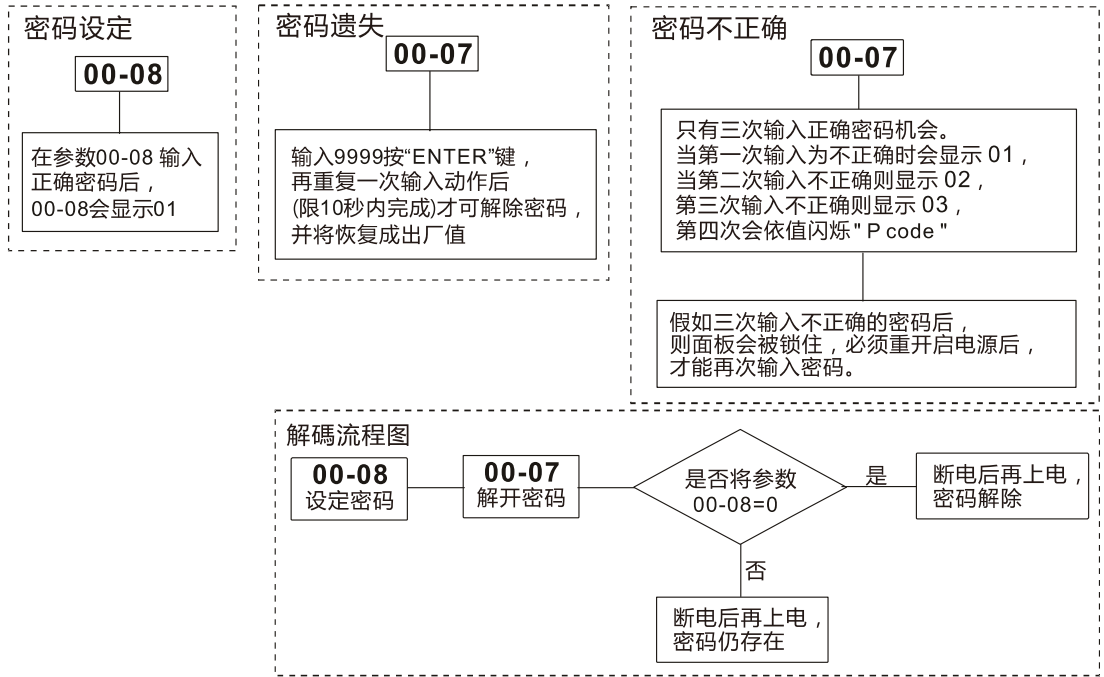 密码设定
00-08
在参数00-08 输入
正确密码后，
00-08会显示01
密码遗失
00-07
输入9999按“ENTER”键，
再重复一次输入动作后
(限10秒内完成)才可解除密码，
并将恢复成出厂值
密码不正确
00-07
只有三次输入正确密码机会。
当第一次输入为不正确时会显示 01，
当第二次输入不正确则显示 02，
第三次输入不正确则显示 03，
第四次会依值闪烁" P code "
假如三次输入不正确的密码后，
则面板会被锁住，必须重开启电源后，
才能再次输入密码。
解碼流程图
00-08
设定密码
00-07
解开密码
是否将参数
00-08=0
是
断电后再上电，
密码解除
否
断电后再上电，
密码仍存在